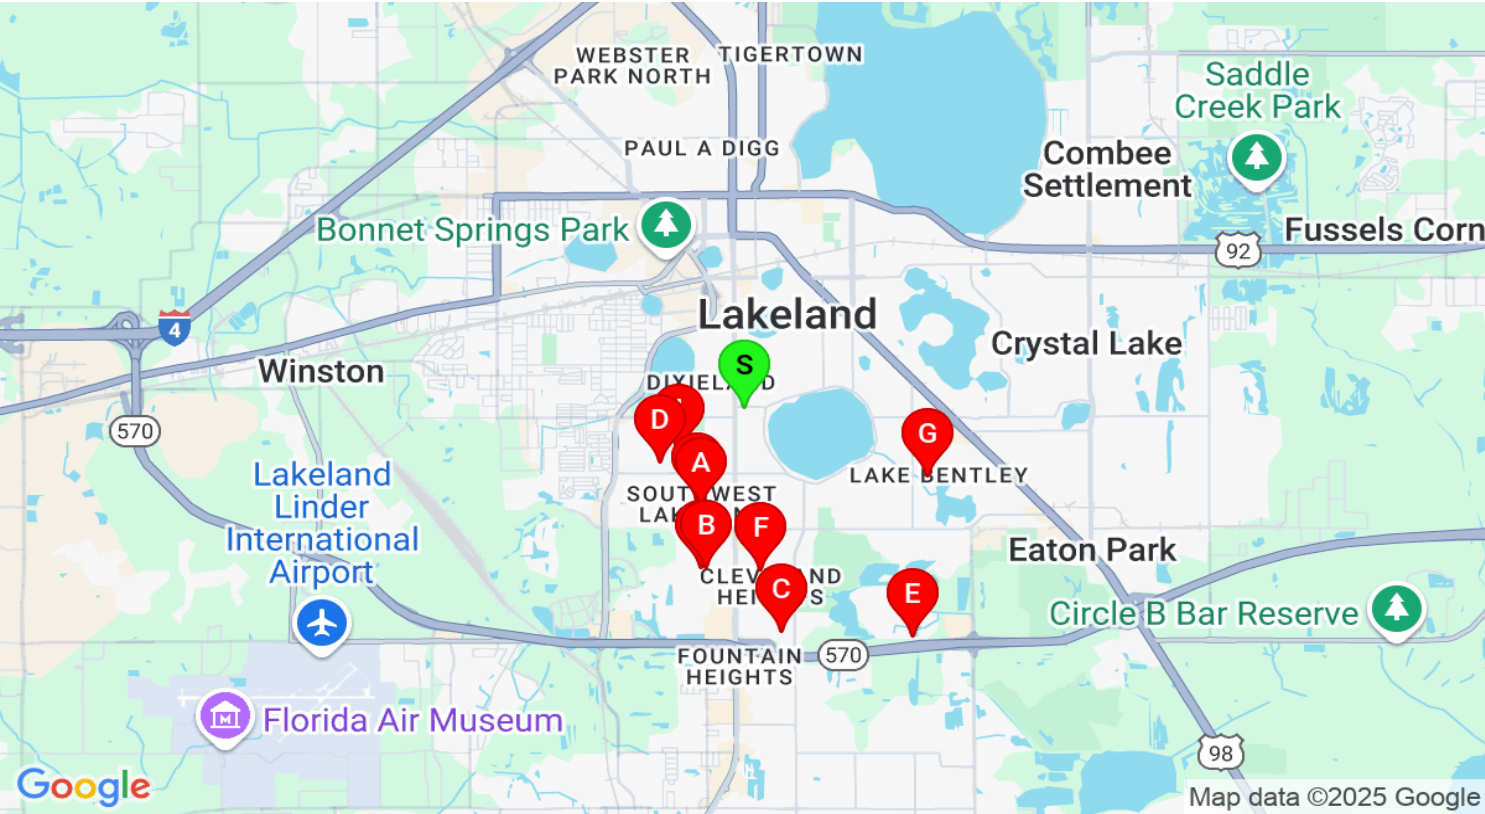 WEBSTER
PARK NORTH
TIGERTOWN
Saddle
Creek Park
PAUL A DIGG
Combee
Settlement
Bonnet Springs Park
Fussels Corn
92
4
Lakeland
Crystal Lake
Winston
S
D
G
570
LAKE BENTLEY
A
Lakeland
Linder
International
Airport
B
F
Eaton Park
C
E
Circle B Bar Reserve
FOUNTAIN
HEIGHTS
570
Florida Air Museum
98
Google
Map data ©2025 Google